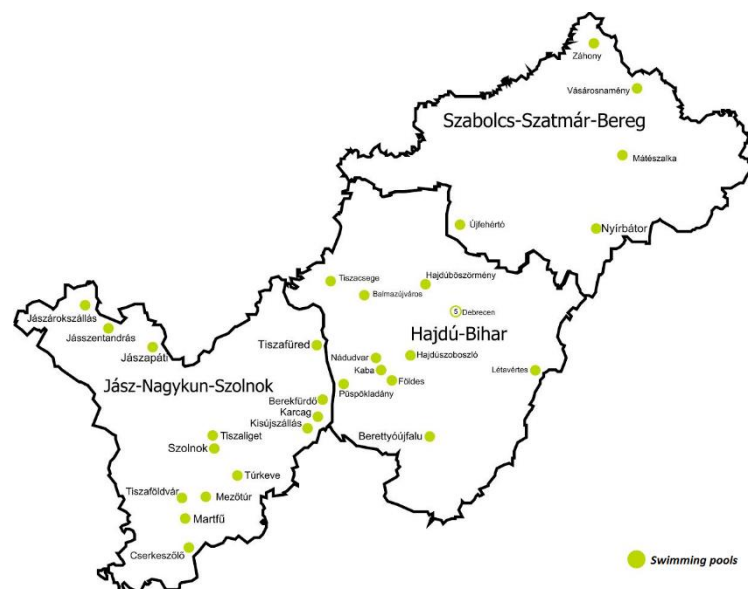 Záhony
Vásárosnamény
Szabolcs-Szatmár-Bereg
Mátészalka
Újfehértó
Nyírbátor
Tiszacsege
Hajdúböszörmény
Balmazújváros
5 Debrecen
Hajdú-Bihar
Jászárokszállás
Jásszentandrás
Jászapáti
Tiszafüred
Nádudvar
Hajdúszoboszló
Kaba
Létavértes
Földes
Püspökladány
Jász-Nagykun-Szolnok
Berekfürdő
Karcag
Kisújszállás
Berettyóújfalu
Tiszaliget
Szolnok
Túrkeve
Tiszaföldvár
Mezőtúr
Martfű
Cserkeszőlő
Swimming pools